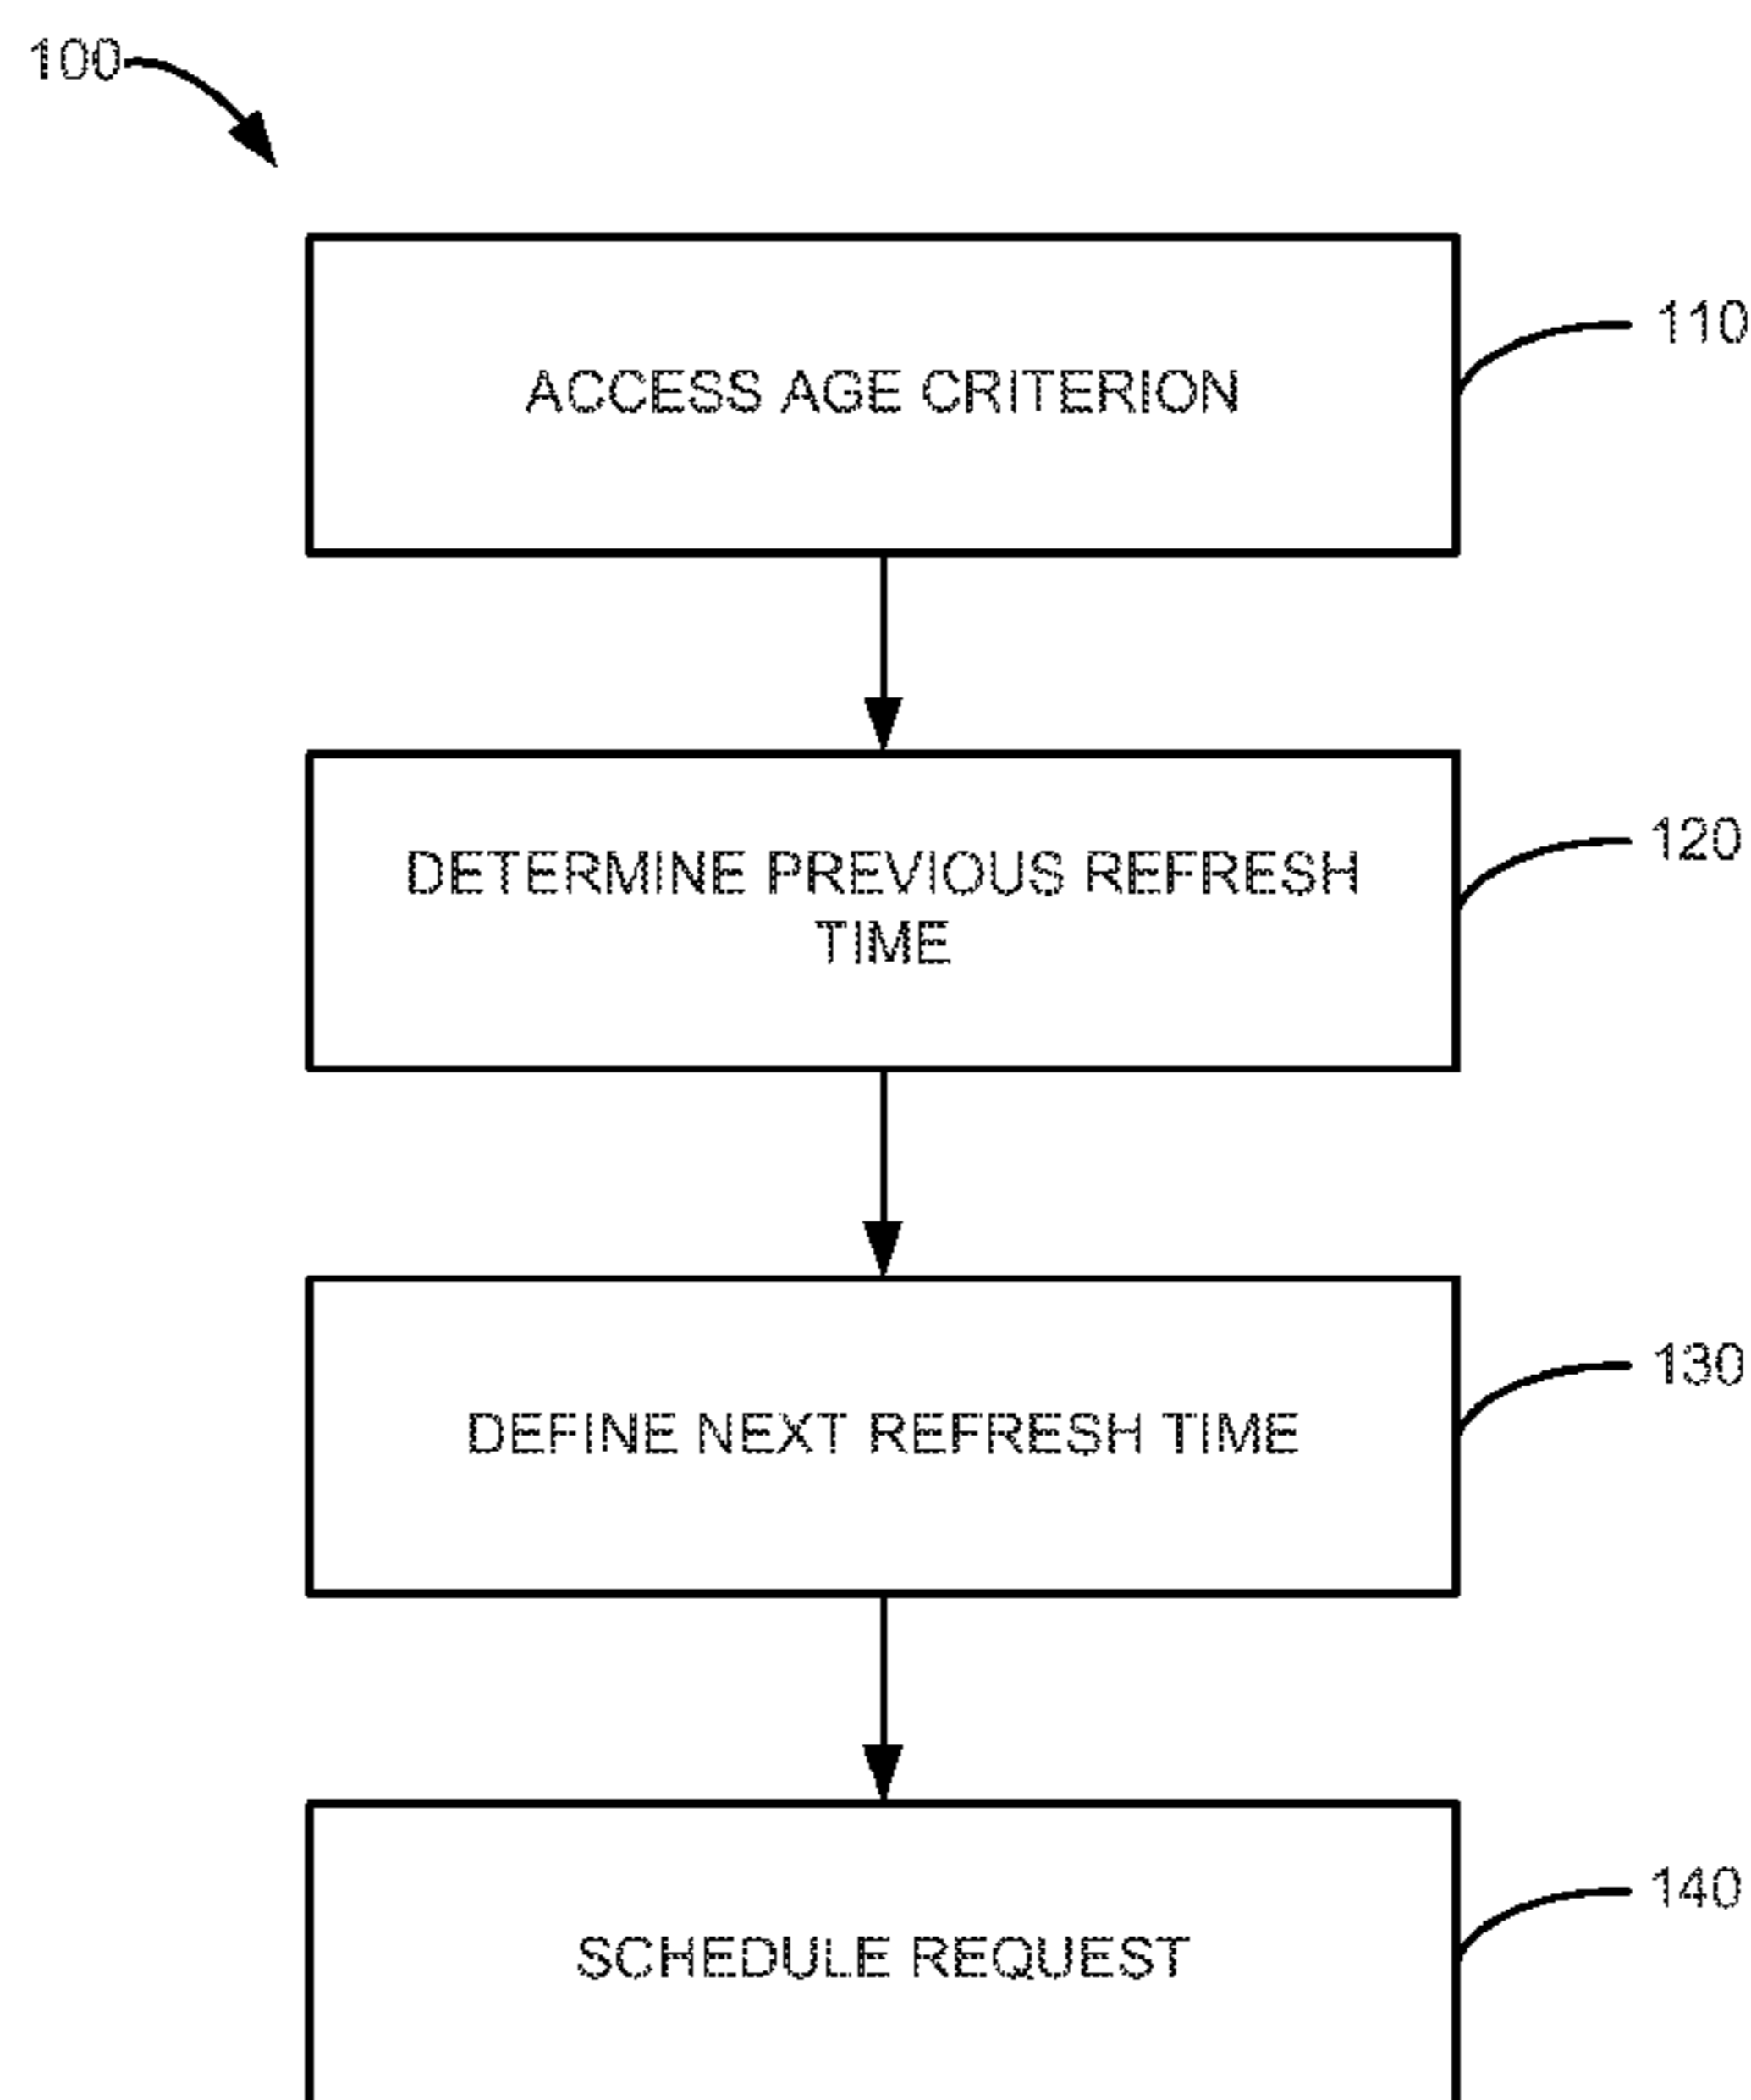 100
110
ACCESS AGE CRITERION
120
DETERMINE PREVIOUS REFRESH
TIME
130
DEFINE NEXT REFRESH TIME
140
SCHEDULE REQUEST